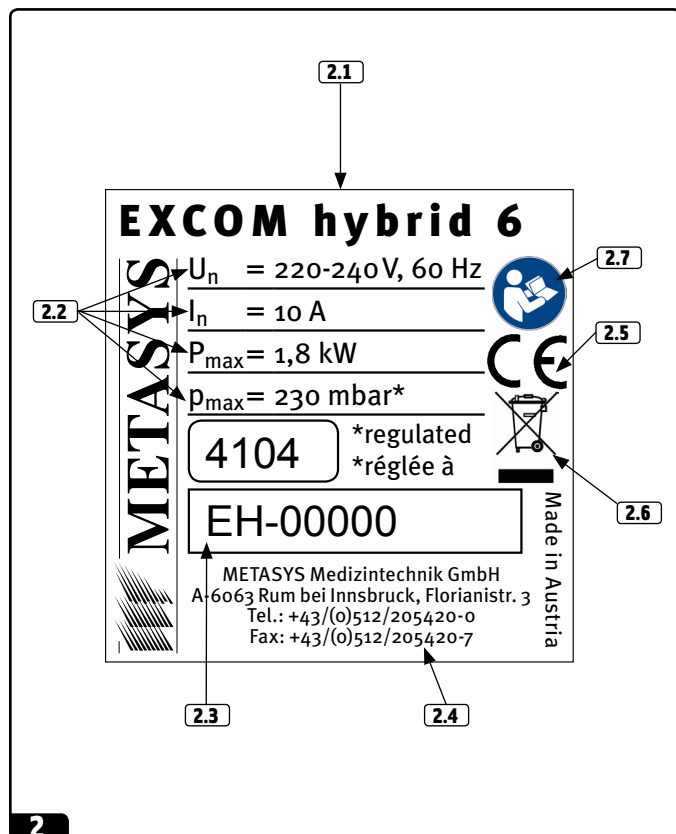 2.1
EXCOM hybrid 6
METASYS
Un = 220-240 V, 60 Hz
2.7
2.2
In = 10 A
2.5
CE
Pmax = 1,8 kW
pmax = 230 mbar*
4104
*regulated
*réglée à
2.6
EH-00000
Made in Austria
METASYS Medizintechnik GmbH
A-6063 Rum bei Innsbruck, Florianistr. 3
Tel.: +43/(0)512/205420-0
Fax: +43/(0)512/205420-7
2.3
2.4
2